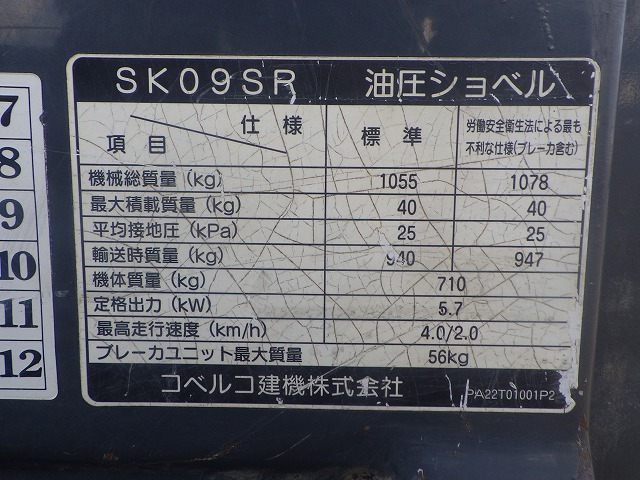 SK09SR 油圧ショベル
項目 仕様 標準 労働安全衛生法による最も不利な仕様(ブレーカ含む)
機械総質量(kg) 1055 1078
最大積載質量(kg) 40 40
平均接地圧(kPa) 25 25
輸送時質量(kg) 940 947
機体質量(kg) 710
定格出力(kW) 5.7
最高走行速度(km/h) 4.0/2.0
ブレーカユニット最大質量 56kg
コベルコ建機株式会社 PA22T01001P2
7
8
9
10
11
12